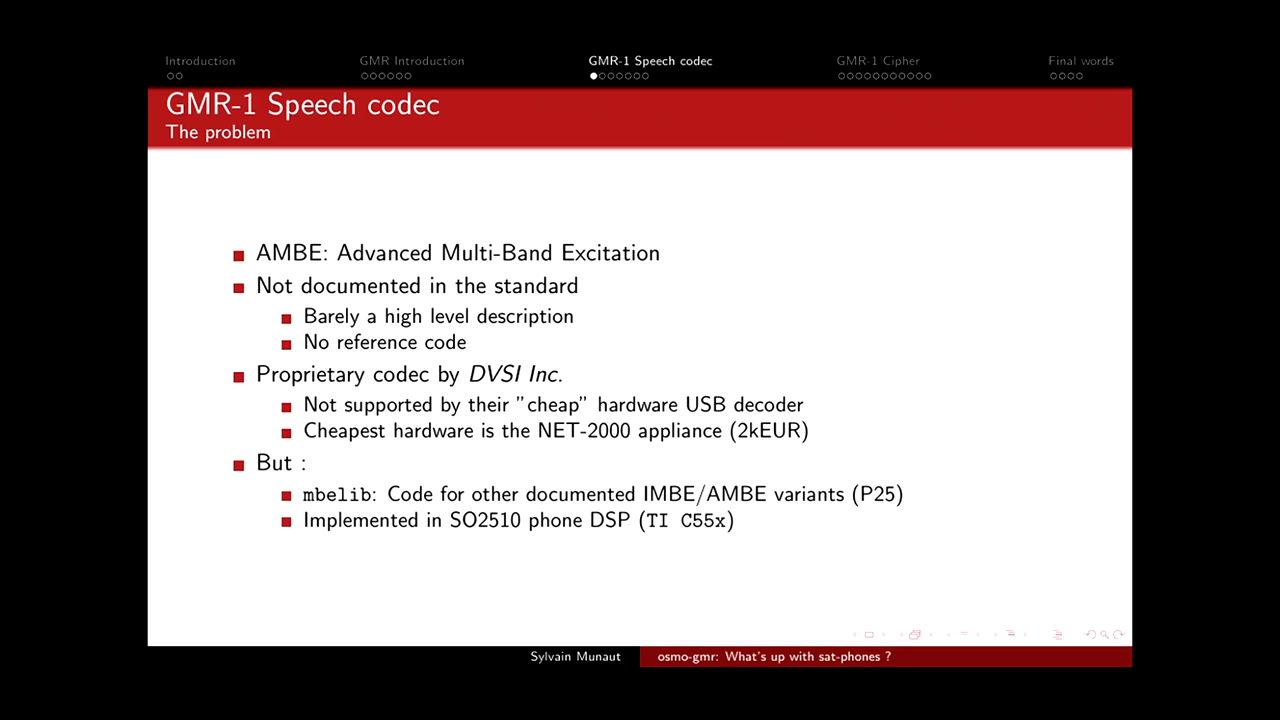 Introduction GMR Introduction GMR-1 Speech codec GMR-1 Cipher Final words
GMR-1 Speech codec
The problem
AMBE: Advanced Multi-Band Excitation
Not documented in the standard
Barely a high level description
No reference code
Proprietary codec by DVSI Inc.
Not supported by their "cheap" hardware USB decoder
Cheapest hardware is the NET-2000 appliance (2kEUR)
But :
mbelib: Code for other documented IMBE/AMBE variants (P25)
Implemented in SO2510 phone DSP (TI C55x)
Sylvain Munaut osmo-gmr: What's up with sat-phones ?